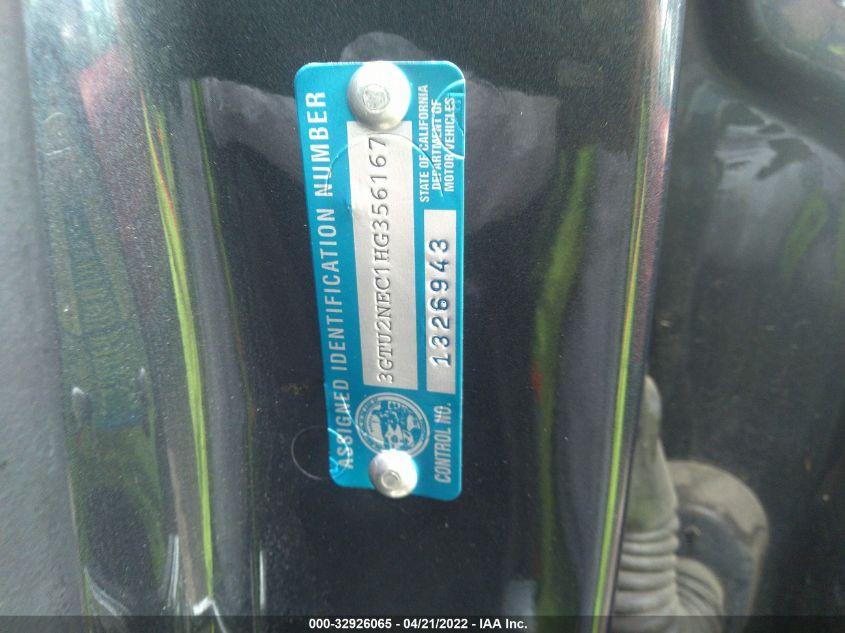 ASSIGNED IDENTIFICATION NUMBER
3GTU2NEC1HG356167
STATE OF CALIFORNIA
DEPARTMENT OF
MOTOR VEHICLES
CONTROL NO. 1326943
000-32926065 - 04/21/2022 - IAA Inc.